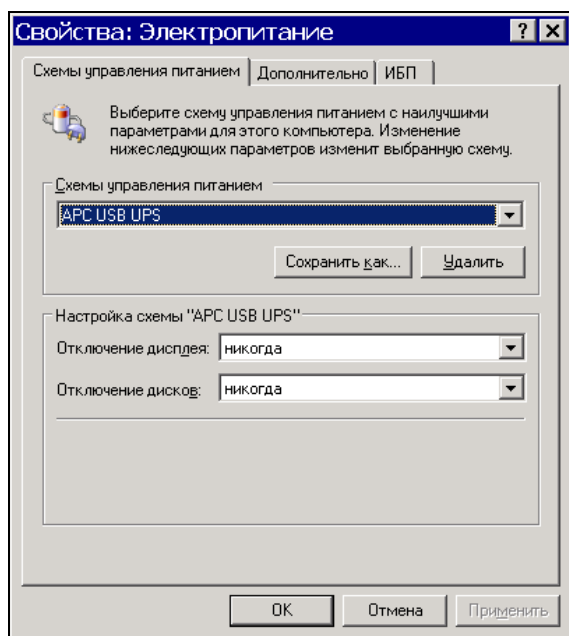 Свойства: Электропитание
Схемы управления питанием Дополнительно ИБП
Выберите схему управления питанием с наилучшими
параметрами для этого компьютера. Изменение
нижеследующих параметров изменит выбранную схему.
Схемы управления питанием
APC USB UPS
Сохранить как... Удалить
Настройка схемы "APC USB UPS"
Отключение дисплея: никогда
Отключение дисков: никогда
OK Отмена Применить